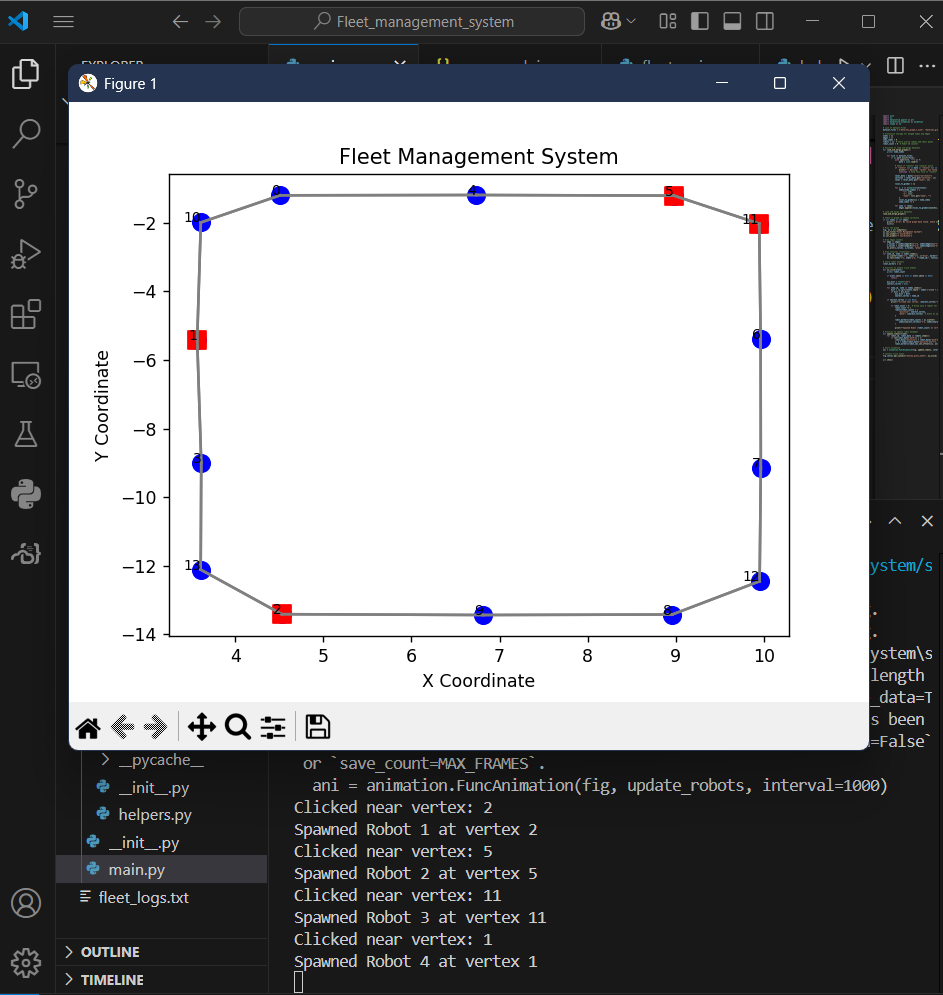 Fleet_management_system
EXPLORER
Figure 1
Fleet Management System
Y Coordinate
−2
−4
−6
−8
−10
−12
−14
4
5
6
7
8
9
10
X Coordinate
10
4
5
11
1
6
3
7
12
2
9
8
ystem/s
ystem\s
length
_data=T
s been
=False`
or `save_count=MAX_FRAMES`.
ani = animation.FuncAnimation(fig, update_robots, interval=1000)
Clicked near vertex: 2
Spawned Robot 1 at vertex 2
Clicked near vertex: 5
Spawned Robot 2 at vertex 5
Clicked near vertex: 11
Spawned Robot 3 at vertex 11
Clicked near vertex: 1
Spawned Robot 4 at vertex 1
__pycache__
__init__.py
helpers.py
__init__.py
main.py
fleet_logs.txt
OUTLINE
TIMELINE